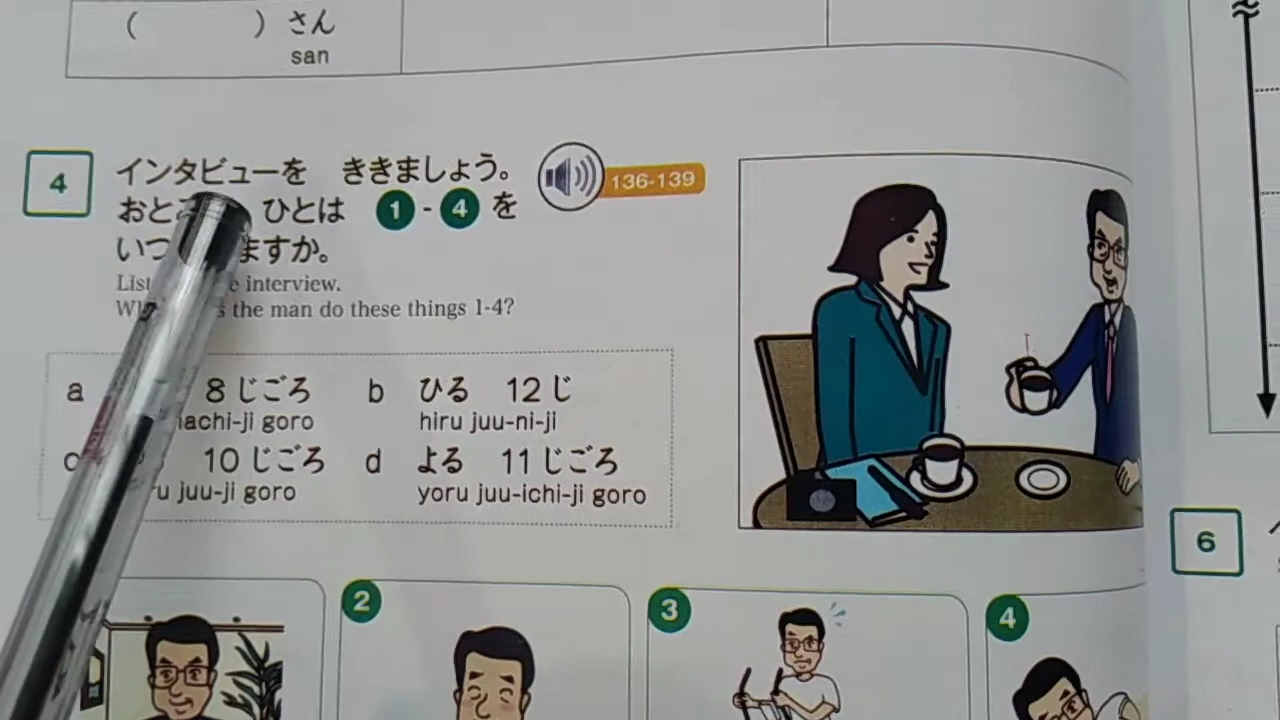 ( ) さん
san
4
インタビューを ききましょう。
136-139
ひとは 1 - 4 を
ますか。
interview.
the man do these things 1-4?
a 8じごろ b ひる 12じ
hachi-ji goro hiru juu-ni-ji
10じごろ d よる 11じごろ
juu-ji goro yoru juu-ichi-ji goro
2
3
4
6